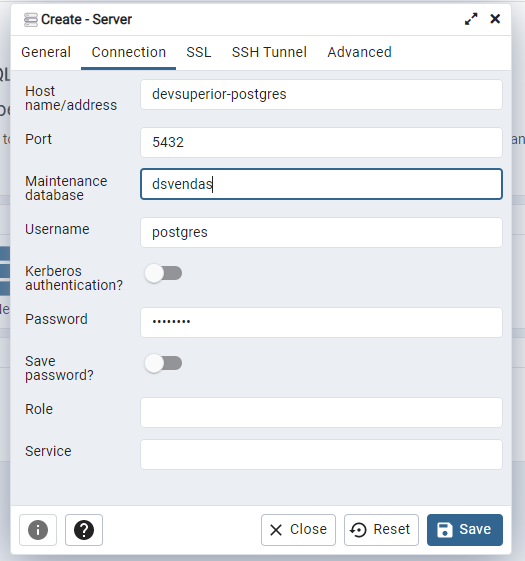 Create - Server
General Connection SSL SSH Tunnel Advanced
Host name/address devsuperior-postgres
Port 5432
Maintenance database dsvendas
Username postgres
Kerberos authentication?
Password ••••••••
Save password?
Role
Service
Close Reset Save